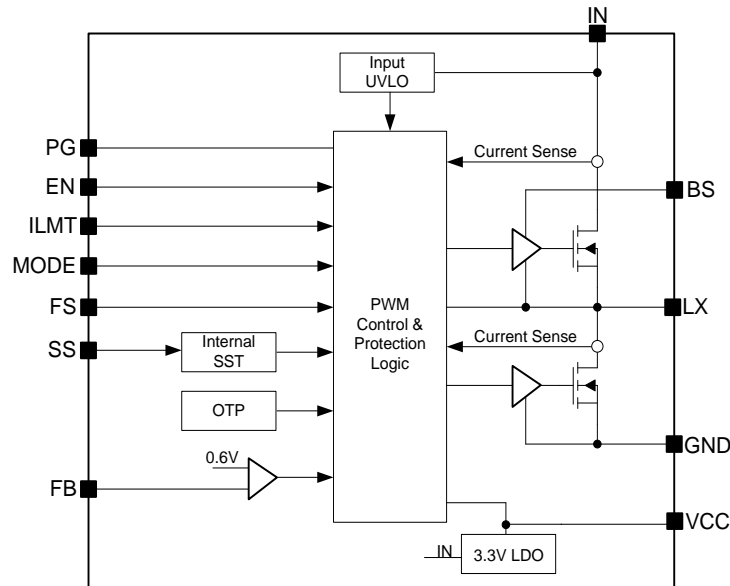 IN
Input
UVLO
PG
Current Sense
EN
BS
ILMT
MODE
FS
LX
PWM
Control &
Protection
Logic
SS
Internal
SST
Current Sense
OTP
GND
0.6V
FB
VCC
IN
3.3V LDO